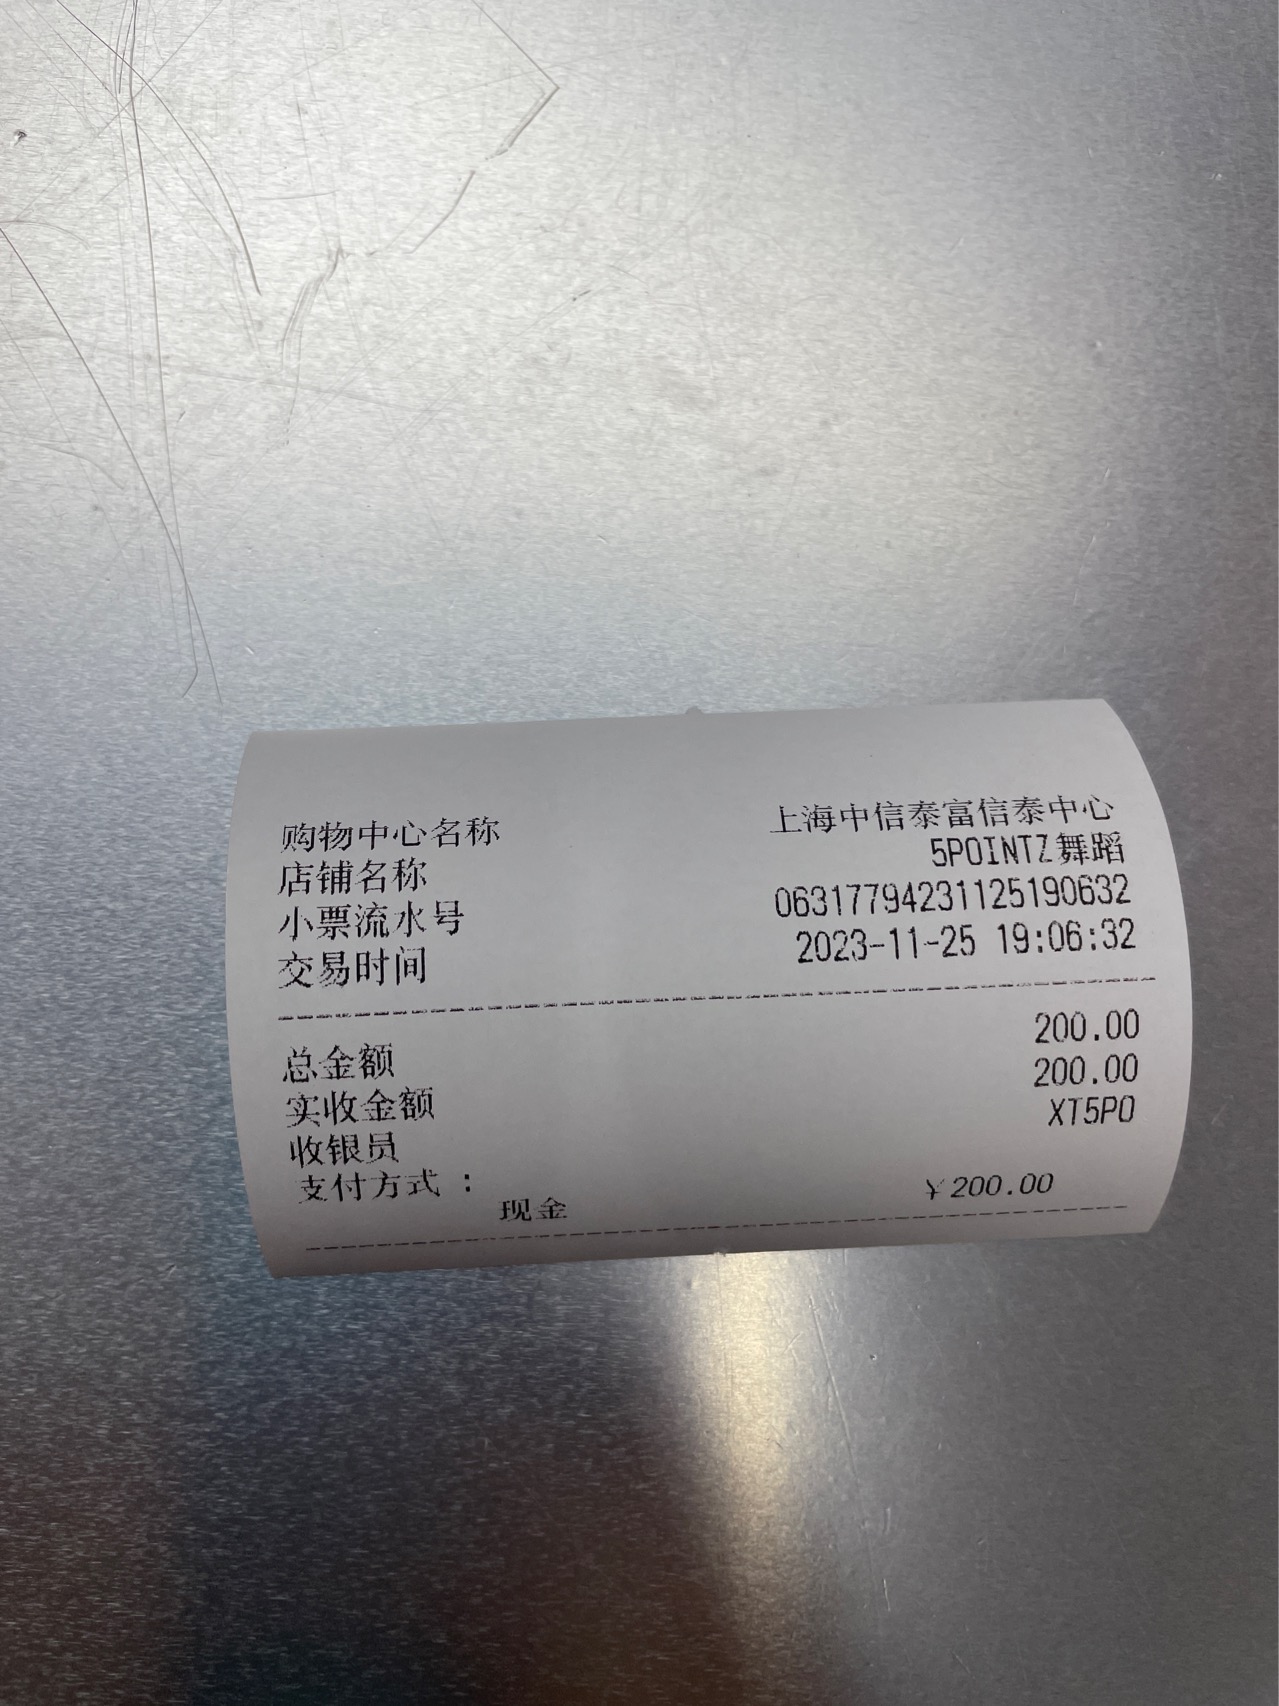 购物中心名称 上海中信泰富信泰中心
店铺名称 5POINTZ舞蹈
小票流水号 06317794231125190632
交易时间 2023-11-25 19:06:32
总金额 200.00
实收金额 200.00
收银员 XT5PO
支付方式：
现金 ￥200.00